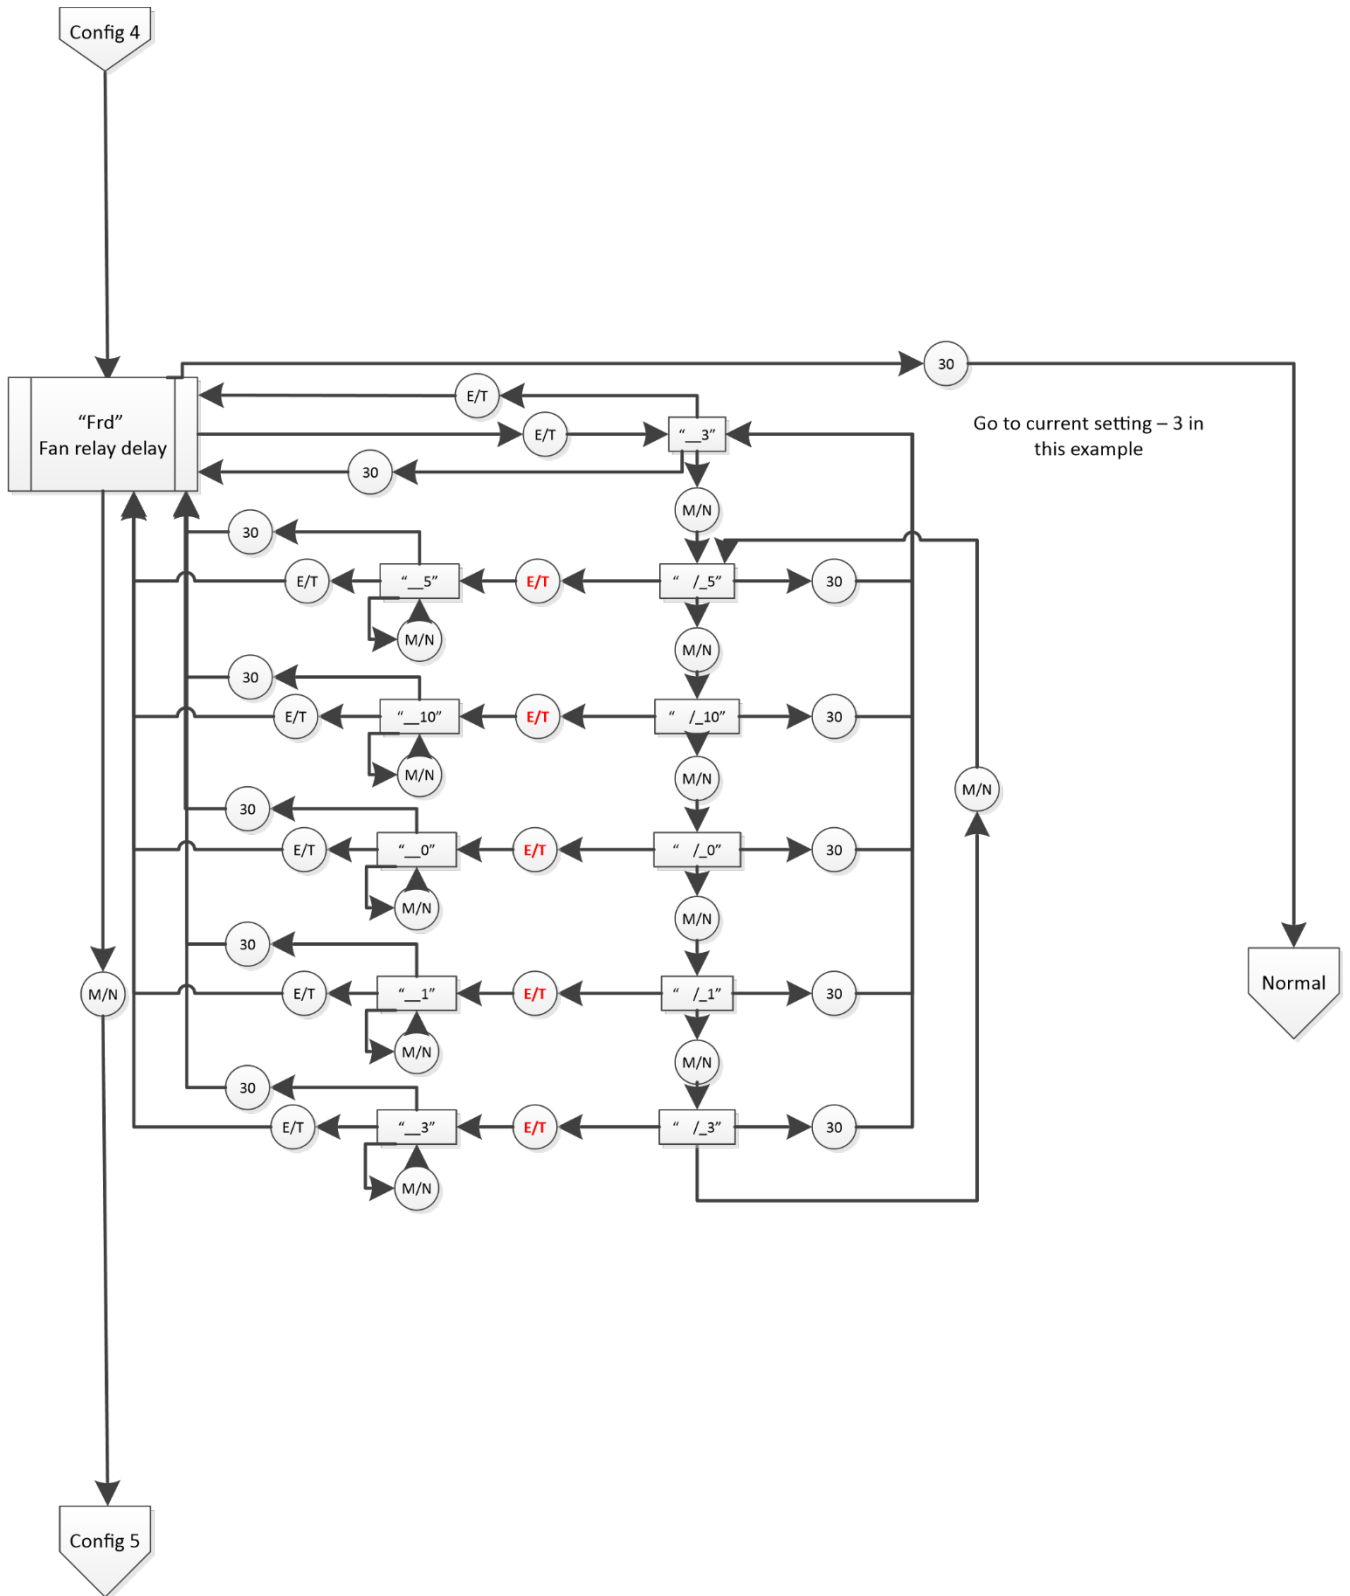 Config 4
30
E/T
“Frd”
Fan relay delay
E/T
“__3”
Go to current setting – 3 in
this example
30
M/N
30
E/T
“__5”
E/T
“ /_5”
30
M/N
M/N
30
E/T
“__10”
E/T
“ /_10”
30
M/N
M/N
M/N
30
E/T
“__0”
E/T
“ /_0”
30
M/N
M/N
30
E/T
“__1”
E/T
“ /_1”
30
M/N
Normal
M/N
M/N
30
E/T
“__3”
E/T
“ /_3”
30
M/N
Config 5